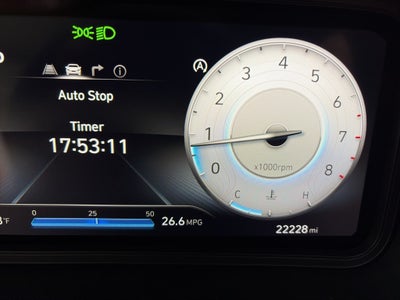 A
Auto Stop
Timer
17:53:11
0 25 50
26.6 MPG
°F
0 1 2 3 4 5 6 7 8
x1000rpm
C H
22228 mi